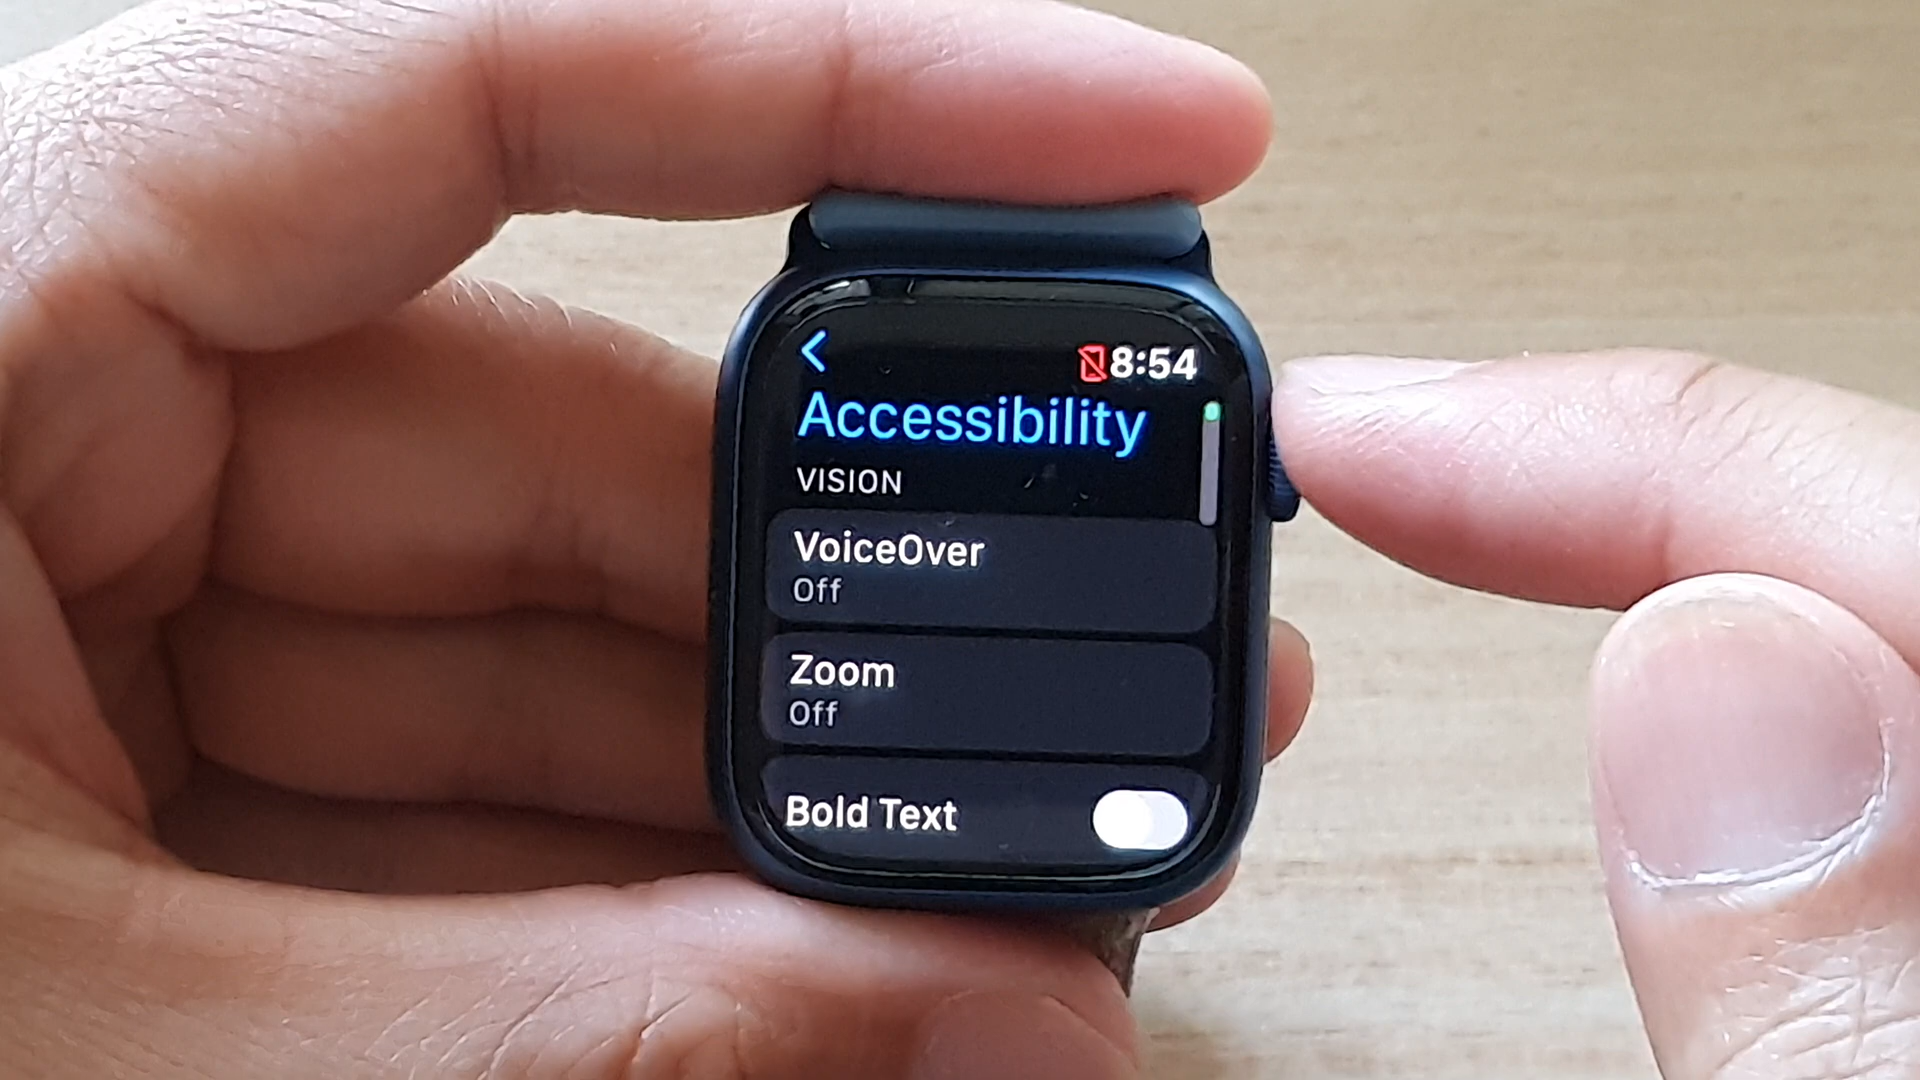 8:54
Accessibility
VISION
VoiceOver
Off
Zoom
Off
Bold Text